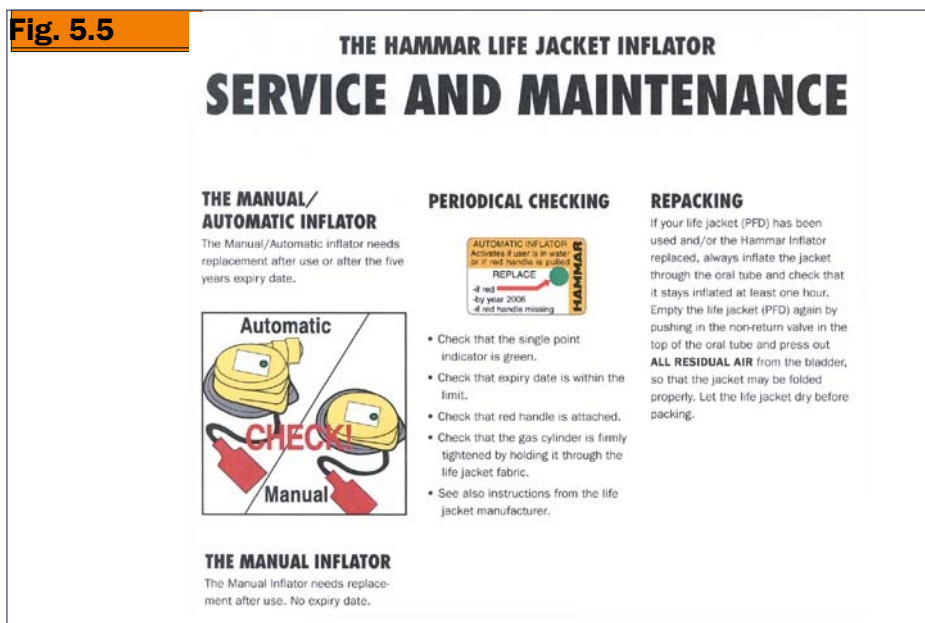 Fig. 5.5
THE HAMMAR LIFE JACKET INFLATOR
SERVICE AND MAINTENANCE
THE MANUAL/
AUTOMATIC INFLATOR
The Manual/Automatic inflator needs
replacement after use or after the five
years expiry date.
Automatic
CHECK!
Manual
THE MANUAL INFLATOR
The Manual Inflator needs replace-
ment after use. No expiry date.
PERIODICAL CHECKING
AUTOMATIC INFLATOR
Activates if user is in water
or if red handle is pulled
REPLACE
-if red
-by year 2006
-if red handle missing
HAMMAR
• Check that the single point
indicator is green.
• Check that expiry date is within the
limit.
• Check that red handle is attached.
• Check that the gas cylinder is firmly
tightened by holding it through the
life jacket fabric.
• See also instructions from the life
jacket manufacturer.
REPACKING
If your life jacket (PFD) has been
used and/or the Hammar Inflator
replaced, always inflate the jacket
through the oral tube and check that
it stays inflated at least one hour.
Empty the life jacket (PFD) again by
pushing in the non-return valve in the
top of the oral tube and press out
ALL RESIDUAL AIR from the bladder,
so that the jacket may be folded
properly. Let the life jacket dry before
packing.